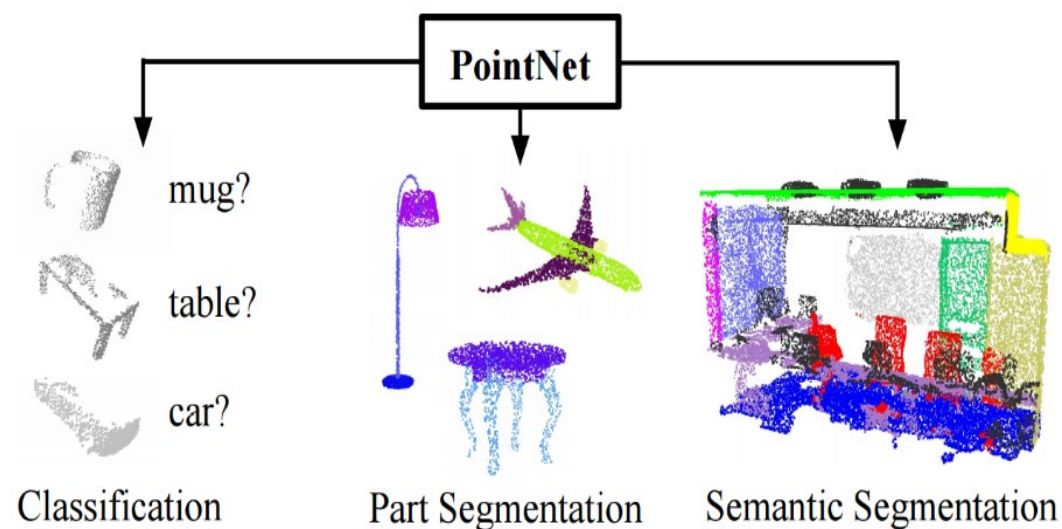 PointNet
mug?
table?
car?
Classification
Part Segmentation
Semantic Segmentation